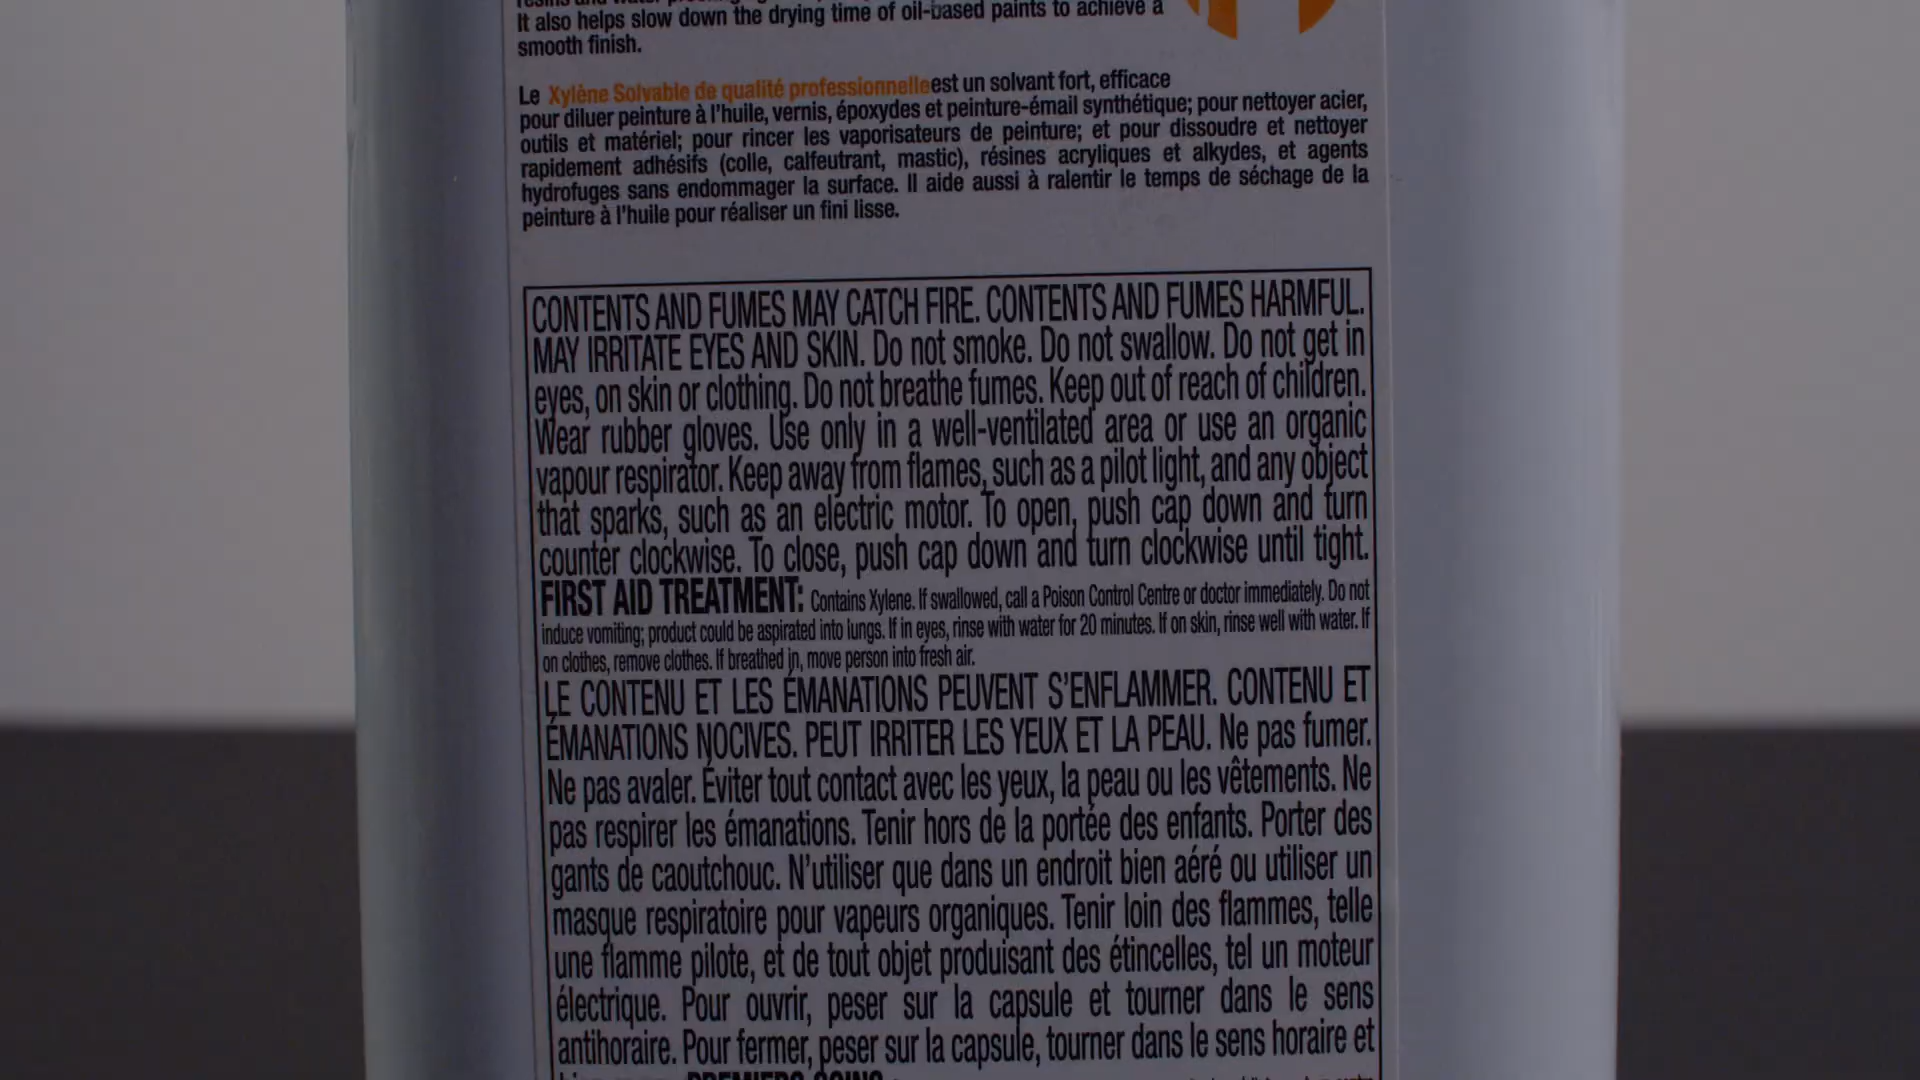 It also helps slow down the drying time of oil-based paints to achieve a
smooth finish.
Le Xylène Solvable de qualité professionnelle est un solvant fort, efficace
pour diluer peinture à l'huile, vernis, époxydes et peinture-émail synthétique; pour nettoyer acier,
outils et matériel; pour rincer les vaporisateurs de peinture; et pour dissoudre et nettoyer
rapidement adhésifs (colle, calfeutrant, mastic), résines acryliques et alkydes, et agents
hydrofuges sans endommager la surface. Il aide aussi à ralentir le temps de séchage de la
peinture à l'huile pour réaliser un fini lisse.
CONTENTS AND FUMES MAY CATCH FIRE. CONTENTS AND FUMES HARMFUL.
MAY IRRITATE EYES AND SKIN. Do not smoke. Do not swallow. Do not get in
eyes, on skin or clothing. Do not breathe fumes. Keep out of reach of children.
Wear rubber gloves. Use only in a well-ventilated area or use an organic
vapour respirator. Keep away from flames, such as a pilot light, and any object
that sparks, such as an electric motor. To open, push cap down and turn
counter clockwise. To close, push cap down and turn clockwise until tight.
FIRST AID TREATMENT: Contains Xylene. If swallowed, call a Poison Control Centre or doctor immediately. Do not
induce vomiting; product could be aspirated into lungs. If in eyes, rinse with water for 20 minutes. If on skin, rinse well with water. If
on clothes, remove clothes. If breathed in, move person into fresh air.
LE CONTENU ET LES ÉMANATIONS PEUVENT S'ENFLAMMER. CONTENU ET
ÉMANATIONS NOCIVES. PEUT IRRITER LES YEUX ET LA PEAU. Ne pas fumer.
Ne pas avaler. Éviter tout contact avec les yeux, la peau ou les vêtements. Ne
pas respirer les émanations. Tenir hors de la portée des enfants. Porter des
gants de caoutchouc. N'utiliser que dans un endroit bien aéré ou utiliser un
masque respiratoire pour vapeurs organiques. Tenir loin des flammes, telle
une flamme pilote, et de tout objet produisant des étincelles, tel un moteur
électrique. Pour ouvrir, peser sur la capsule et tourner dans le sens
antihoraire. Pour fermer, peser sur la capsule, tourner dans le sens horaire et
PREMIERS SOINS